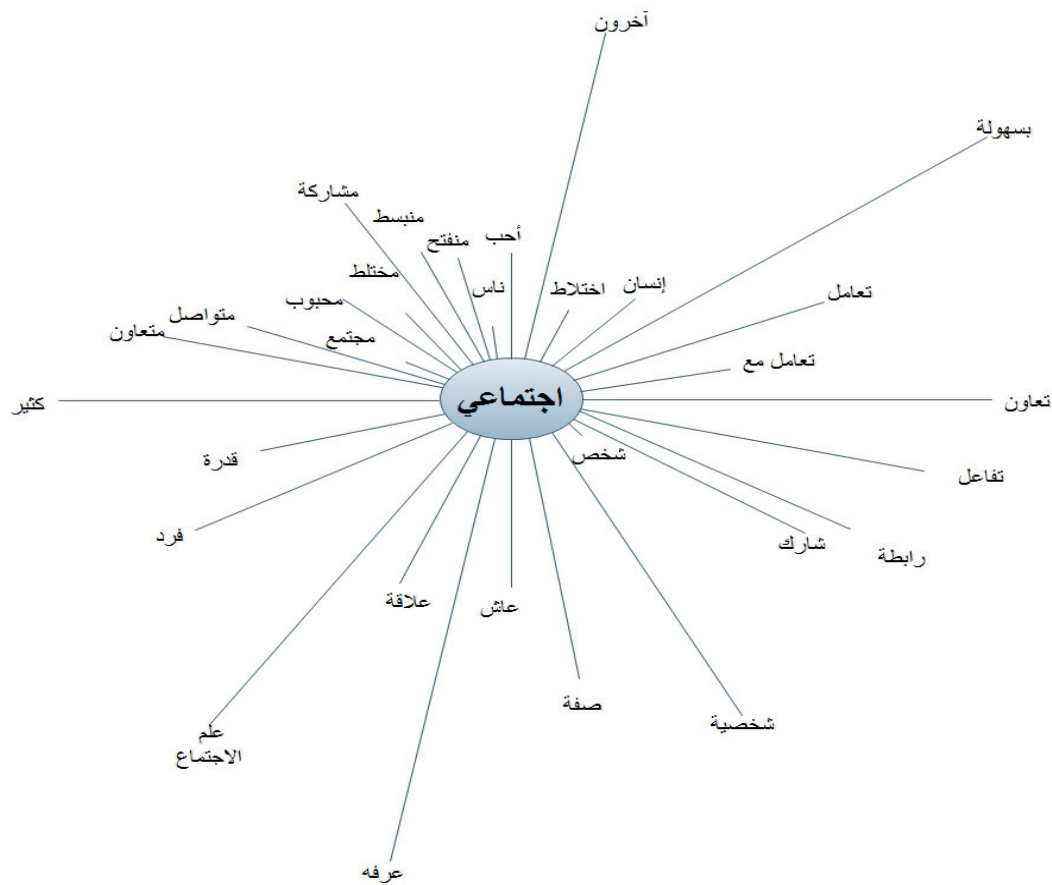 آخرون
بسهولة
مشاركة
منبسط
منفتح
أحب
مختلط
ناس
اختلاط
إنسان
محبوب
تعامل
متواصل
متعاون
مجتمع
تعامل مع
اجتماعي
كثير
تعاون
قدرة
شخص
تفاعل
فرد
شارك
رابطة
علاقة
عاش
صفة
شخصية
علم
الاجتماع
عرفه